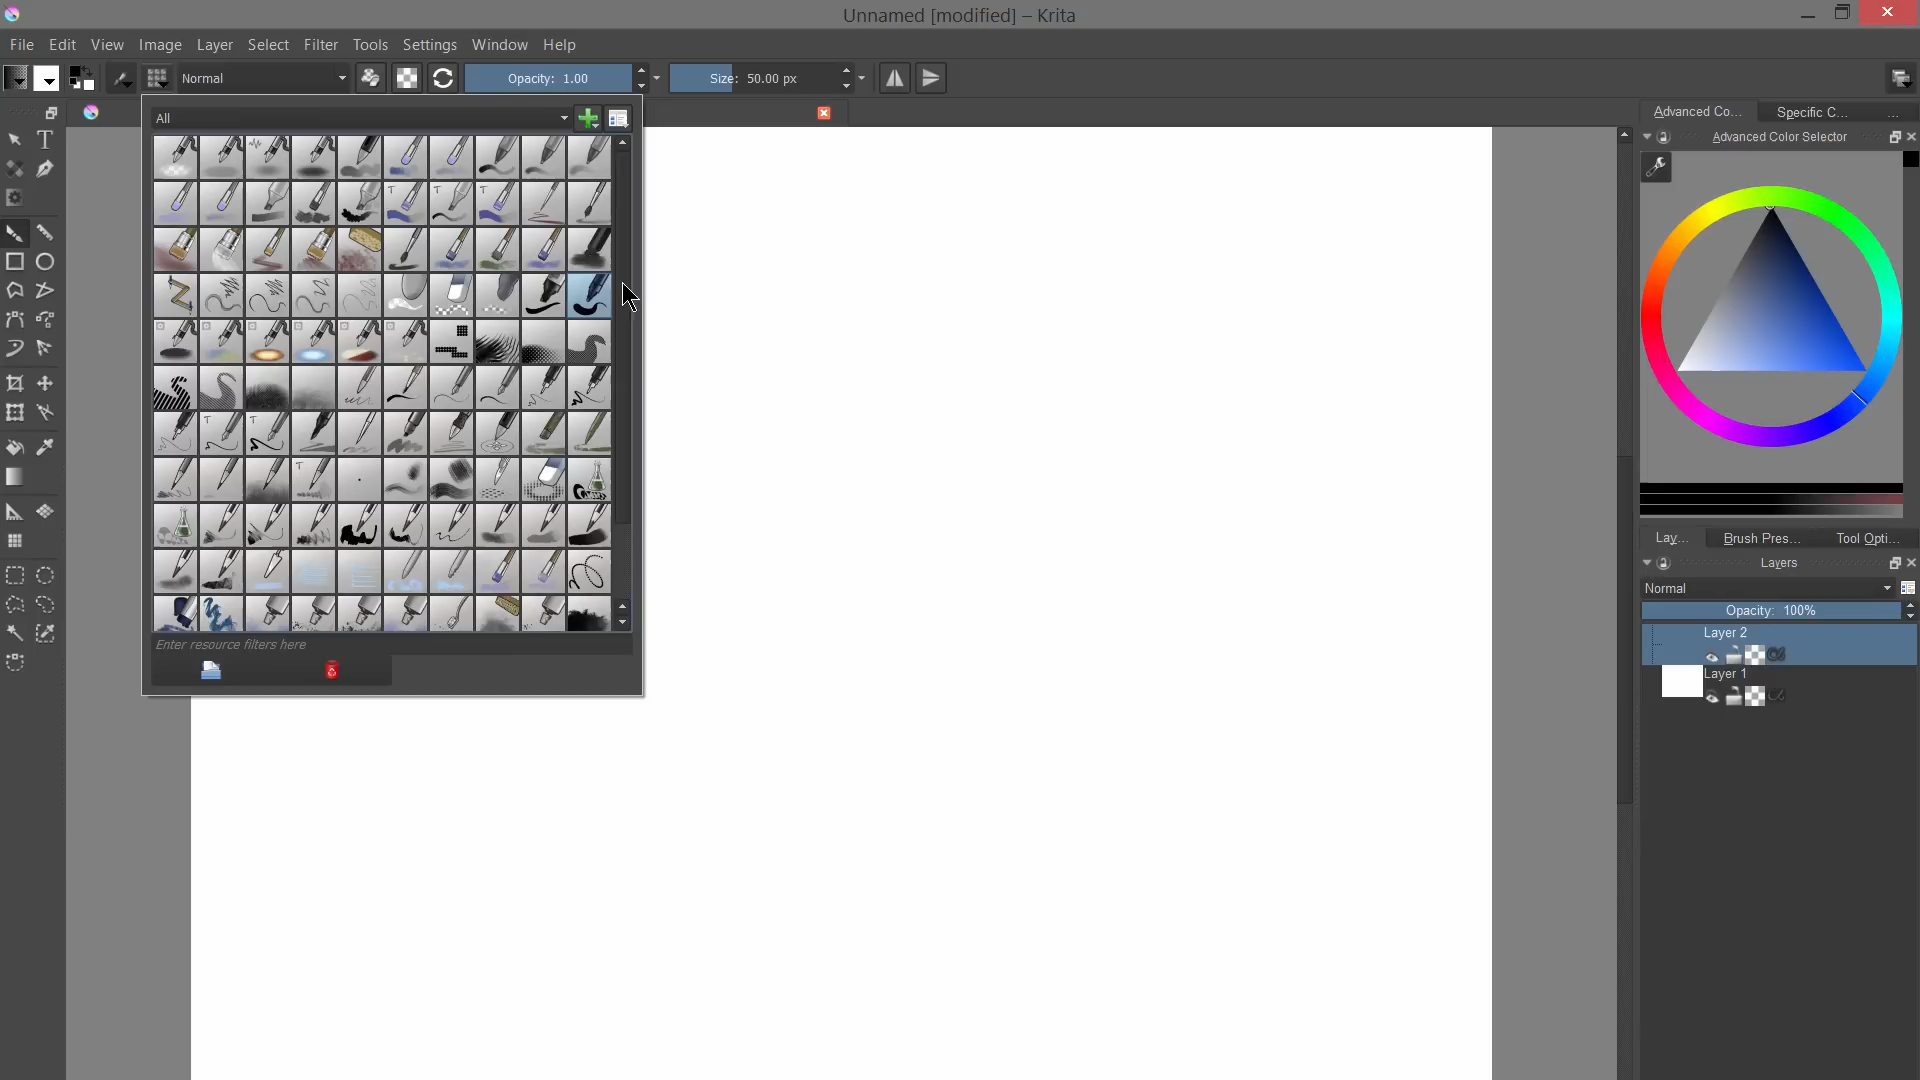 Unnamed [modified] – Krita
File Edit View Image Layer Select Filter Tools Settings Window Help
Normal Opacity: 1.00 Size: 50.00 px
All
Advanced Co... Specific C... ...
Advanced Color Selector
T T T
T T
T
Enter resource filters here
Lay... Brush Pres... Tool Opti...
Layers
Normal
Opacity: 100%
Layer 2
Layer 1